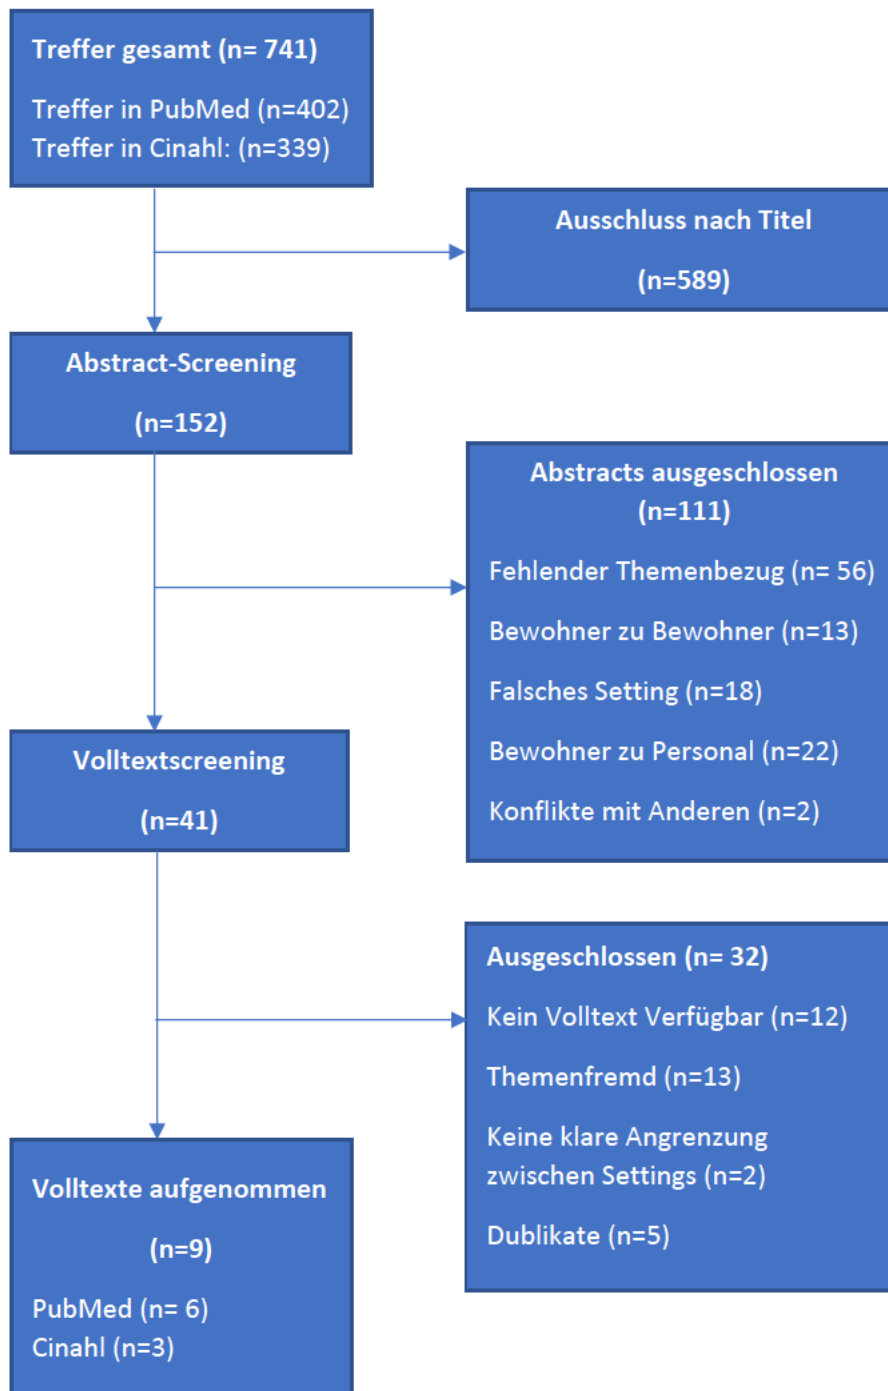 Treffer gesamt (n= 741)
Treffer in PubMed (n=402)
Treffer in Cinahl: (n=339)
Ausschluss nach Titel
(n=589)
Abstract-Screening
(n=152)
Abstracts ausgeschlossen
(n=111)
Fehlender Themenbezug (n= 56)
Bewohner zu Bewohner (n=13)
Falsches Setting (n=18)
Bewohner zu Personal (n=22)
Konflikte mit Anderen (n=2)
Volltextscreening
(n=41)
Ausgeschlossen (n= 32)
Kein Volltext Verfügbar (n=12)
Themenfremd (n=13)
Keine klare Angrenzung
zwischen Settings (n=2)
Dublikate (n=5)
Volltexte aufgenommen
(n=9)
PubMed (n= 6)
Cinahl (n=3)